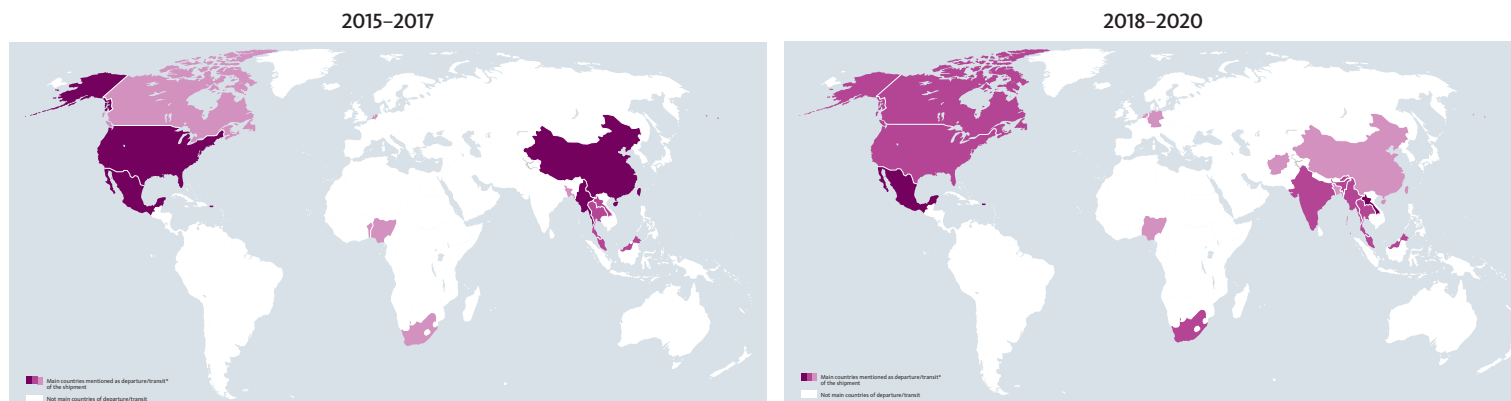 2015–2017
2018–2020
Main countries mentioned as departure/transit*
of the shipment
Not main countries of departure/transit
Main countries mentioned as departure/transit*
of the shipment
Not main countries of departure/transit